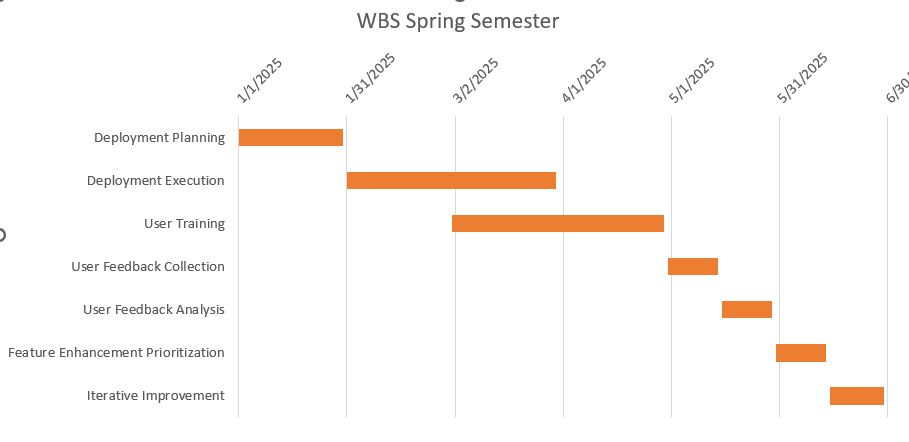 WBS Spring Semester
1/1/2025
1/31/2025
3/2/2025
4/1/2025
5/1/2025
5/31/2025
6/30/
Deployment Planning
Deployment Execution
User Training
User Feedback Collection
User Feedback Analysis
Feature Enhancement Prioritization
Iterative Improvement